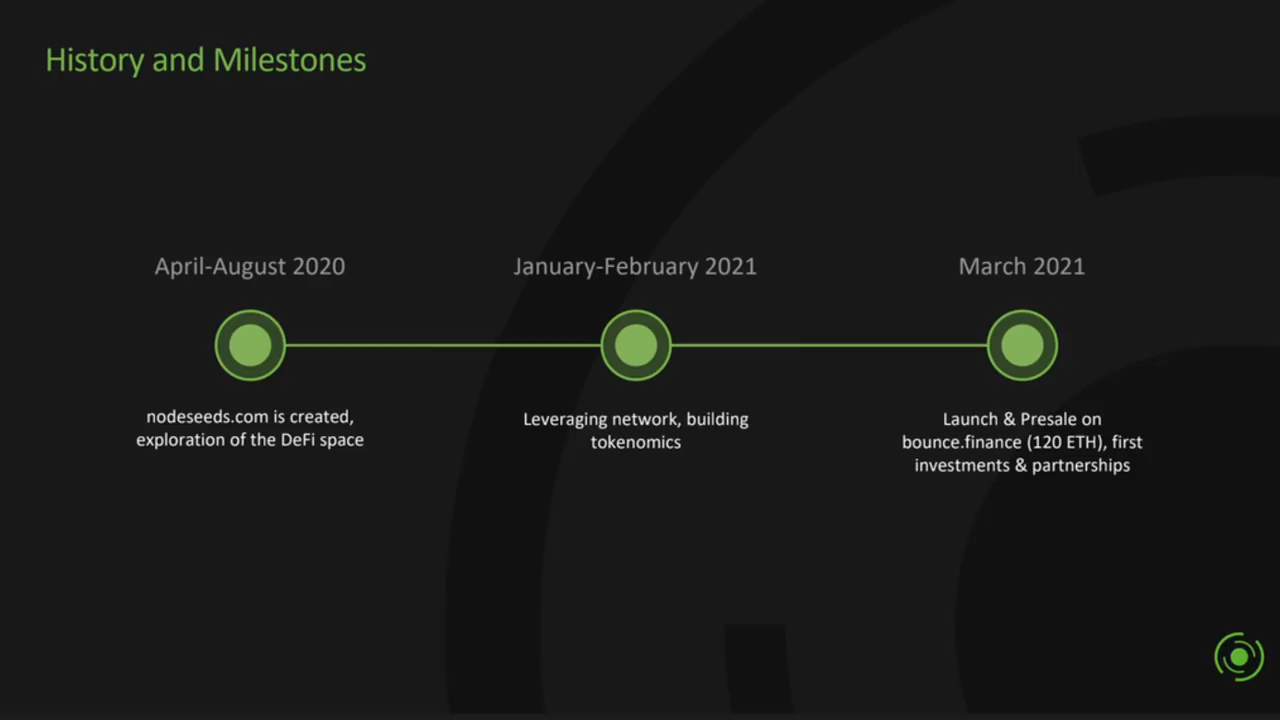 History and Milestones
April-August 2020
January-February 2021
March 2021
nodeseeds.com is created,
exploration of the DeFi space
Leveraging network, building
tokenomics
Launch & Presale on
bounce.finance (120 ETH), first
investments & partnerships